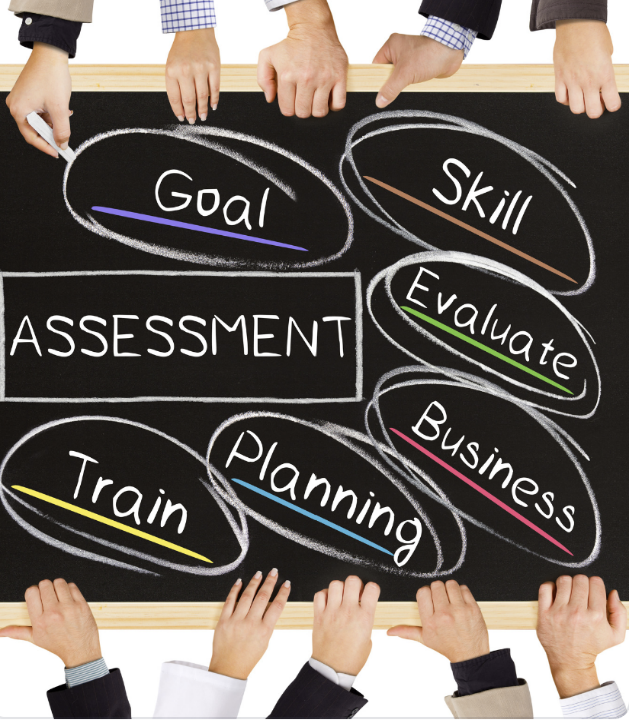 Goal
Skill
Evaluate
ASSESSMENT
Business
Planning
Train